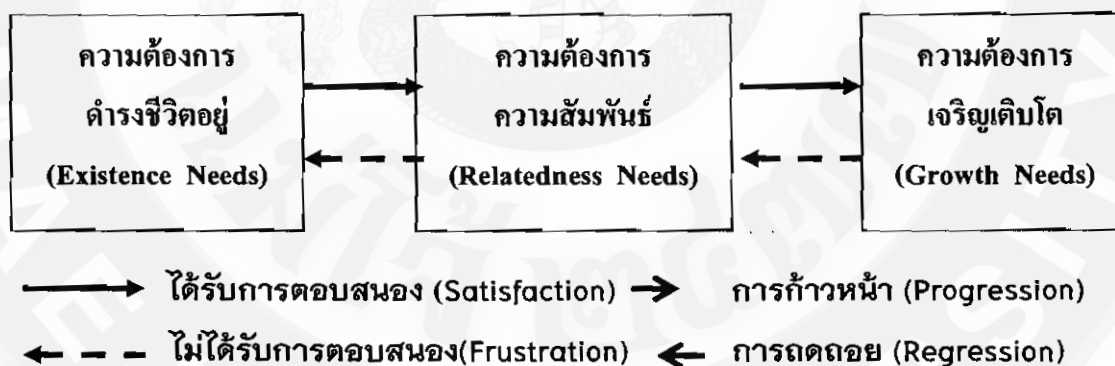 ความต้องการ
ดำรงชีวิตอยู่
(Existence Needs)
ความต้องการ
ความสัมพันธ์
(Relatedness Needs)
ความต้องการ
เจริญเติบโต
(Growth Needs)
ได้รับการตอบสนอง (Satisfaction) → การก้าวหน้า (Progression)
ไม่ได้รับการตอบสนอง(Frustration) ← การถดถอย (Regression)